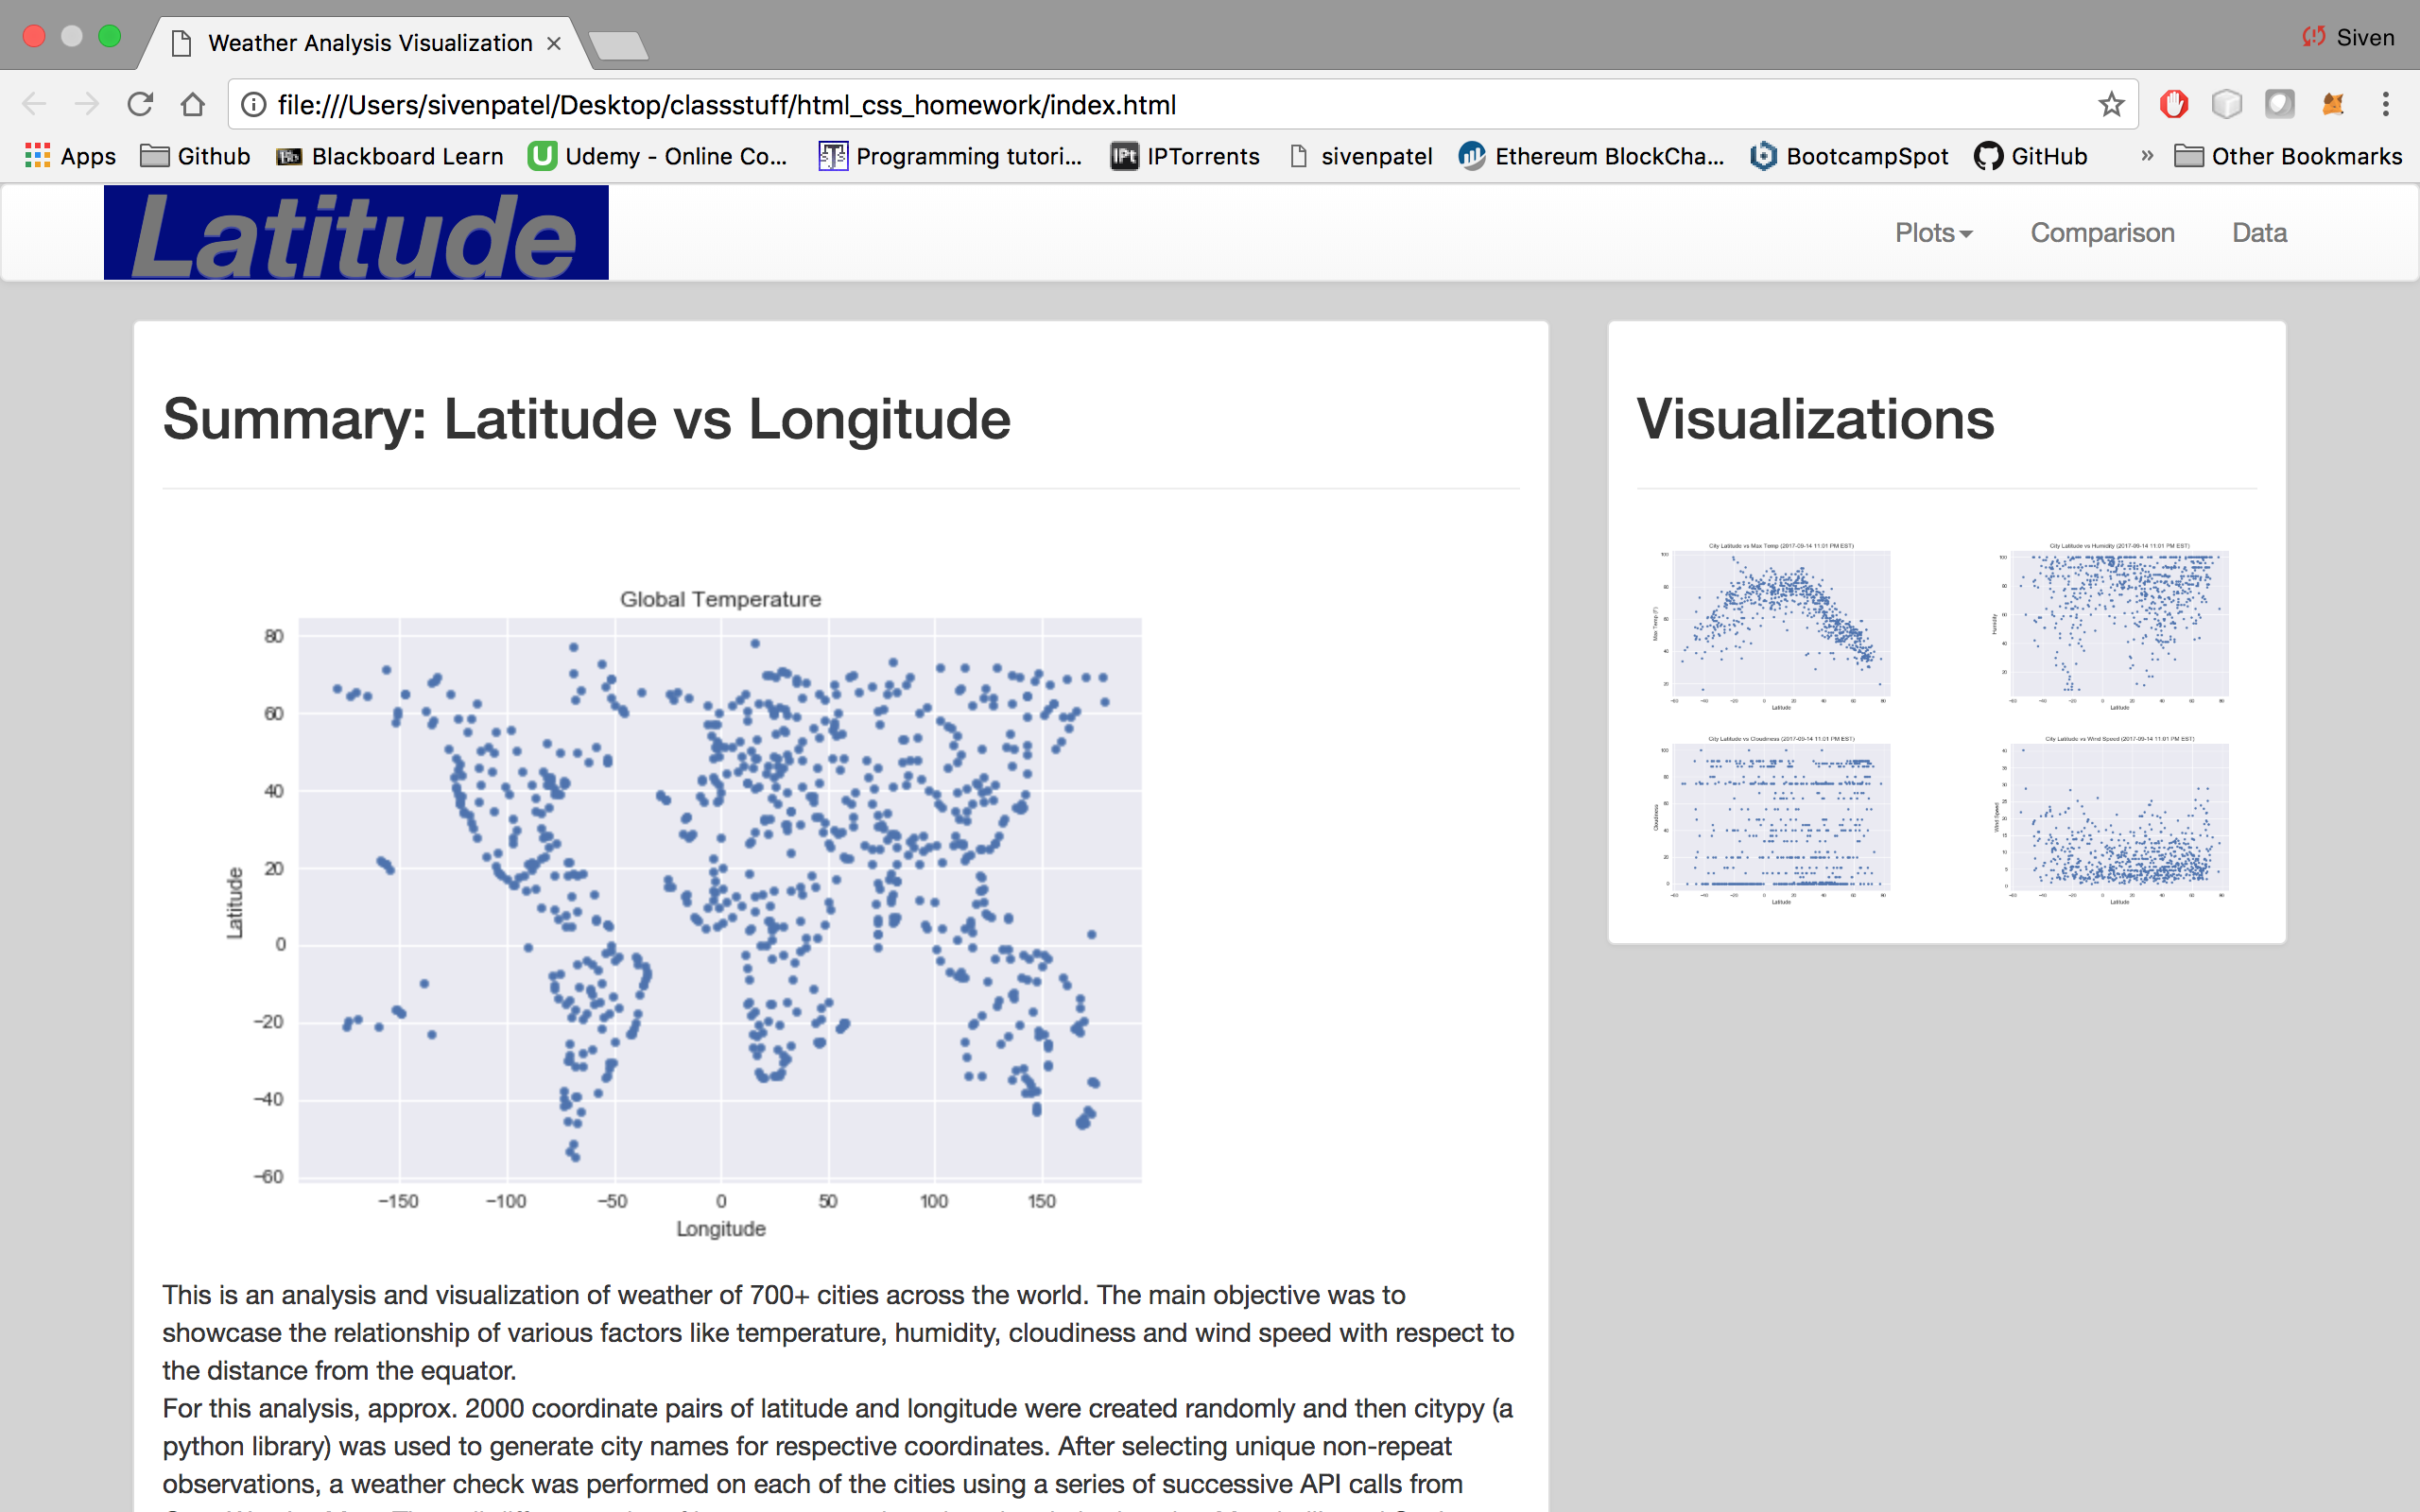 Weather Analysis Visualization
Siven
file:///Users/sivenpatel/Desktop/classstuff/html_css_homework/index.html
Apps Github Blackboard Learn Udemy - Online Co... Programming tutori... IPTorrents sivenpatel Ethereum BlockCha... BootcampSpot GitHub » Other Bookmarks
Latitude
Plots Comparison Data
Summary: Latitude vs Longitude
Global Temperature
80
60
40
20
0
−20
−40
−60
Latitude
−150 −100 −50 0 50 100 150
Longitude
This is an analysis and visualization of weather of 700+ cities across the world. The main objective was to
showcase the relationship of various factors like temperature, humidity, cloudiness and wind speed with respect to
the distance from the equator.
For this analysis, approx. 2000 coordinate pairs of latitude and longitude were created randomly and then citypy (a
python library) was used to generate city names for respective coordinates. After selecting unique non-repeat
observations, a weather check was performed on each of the cities using a series of successive API calls from
Visualizations
City Latitude vs Max Temp (2017-09-14 11:01 PM EST)
Max Temp (F)
Latitude
City Latitude vs Humidity (2017-09-14 11:01 PM EST)
Humidity
Latitude
City Latitude vs Cloudiness (2017-09-14 11:01 PM EST)
Cloudiness
Latitude
City Latitude vs Wind Speed (2017-09-14 11:01 PM EST)
Wind Speed
Latitude